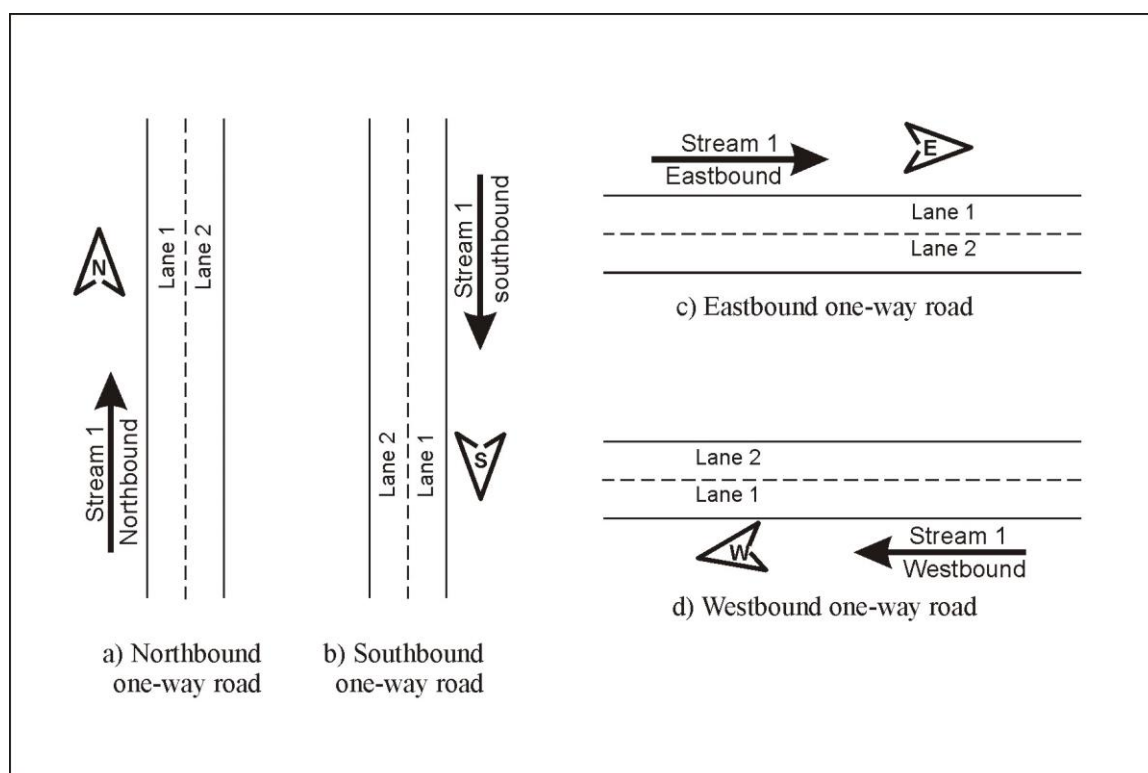 N
Lane 1
Lane 2
Stream 1
Northbound
a) Northbound
one-way road
Stream 1
southbound
Lane 2
Lane 1
S
b) Southbound
one-way road
Stream 1
Eastbound
E
Lane 1
Lane 2
c) Eastbound one-way road
Lane 2
Lane 1
W
Stream 1
Westbound
d) Westbound one-way road